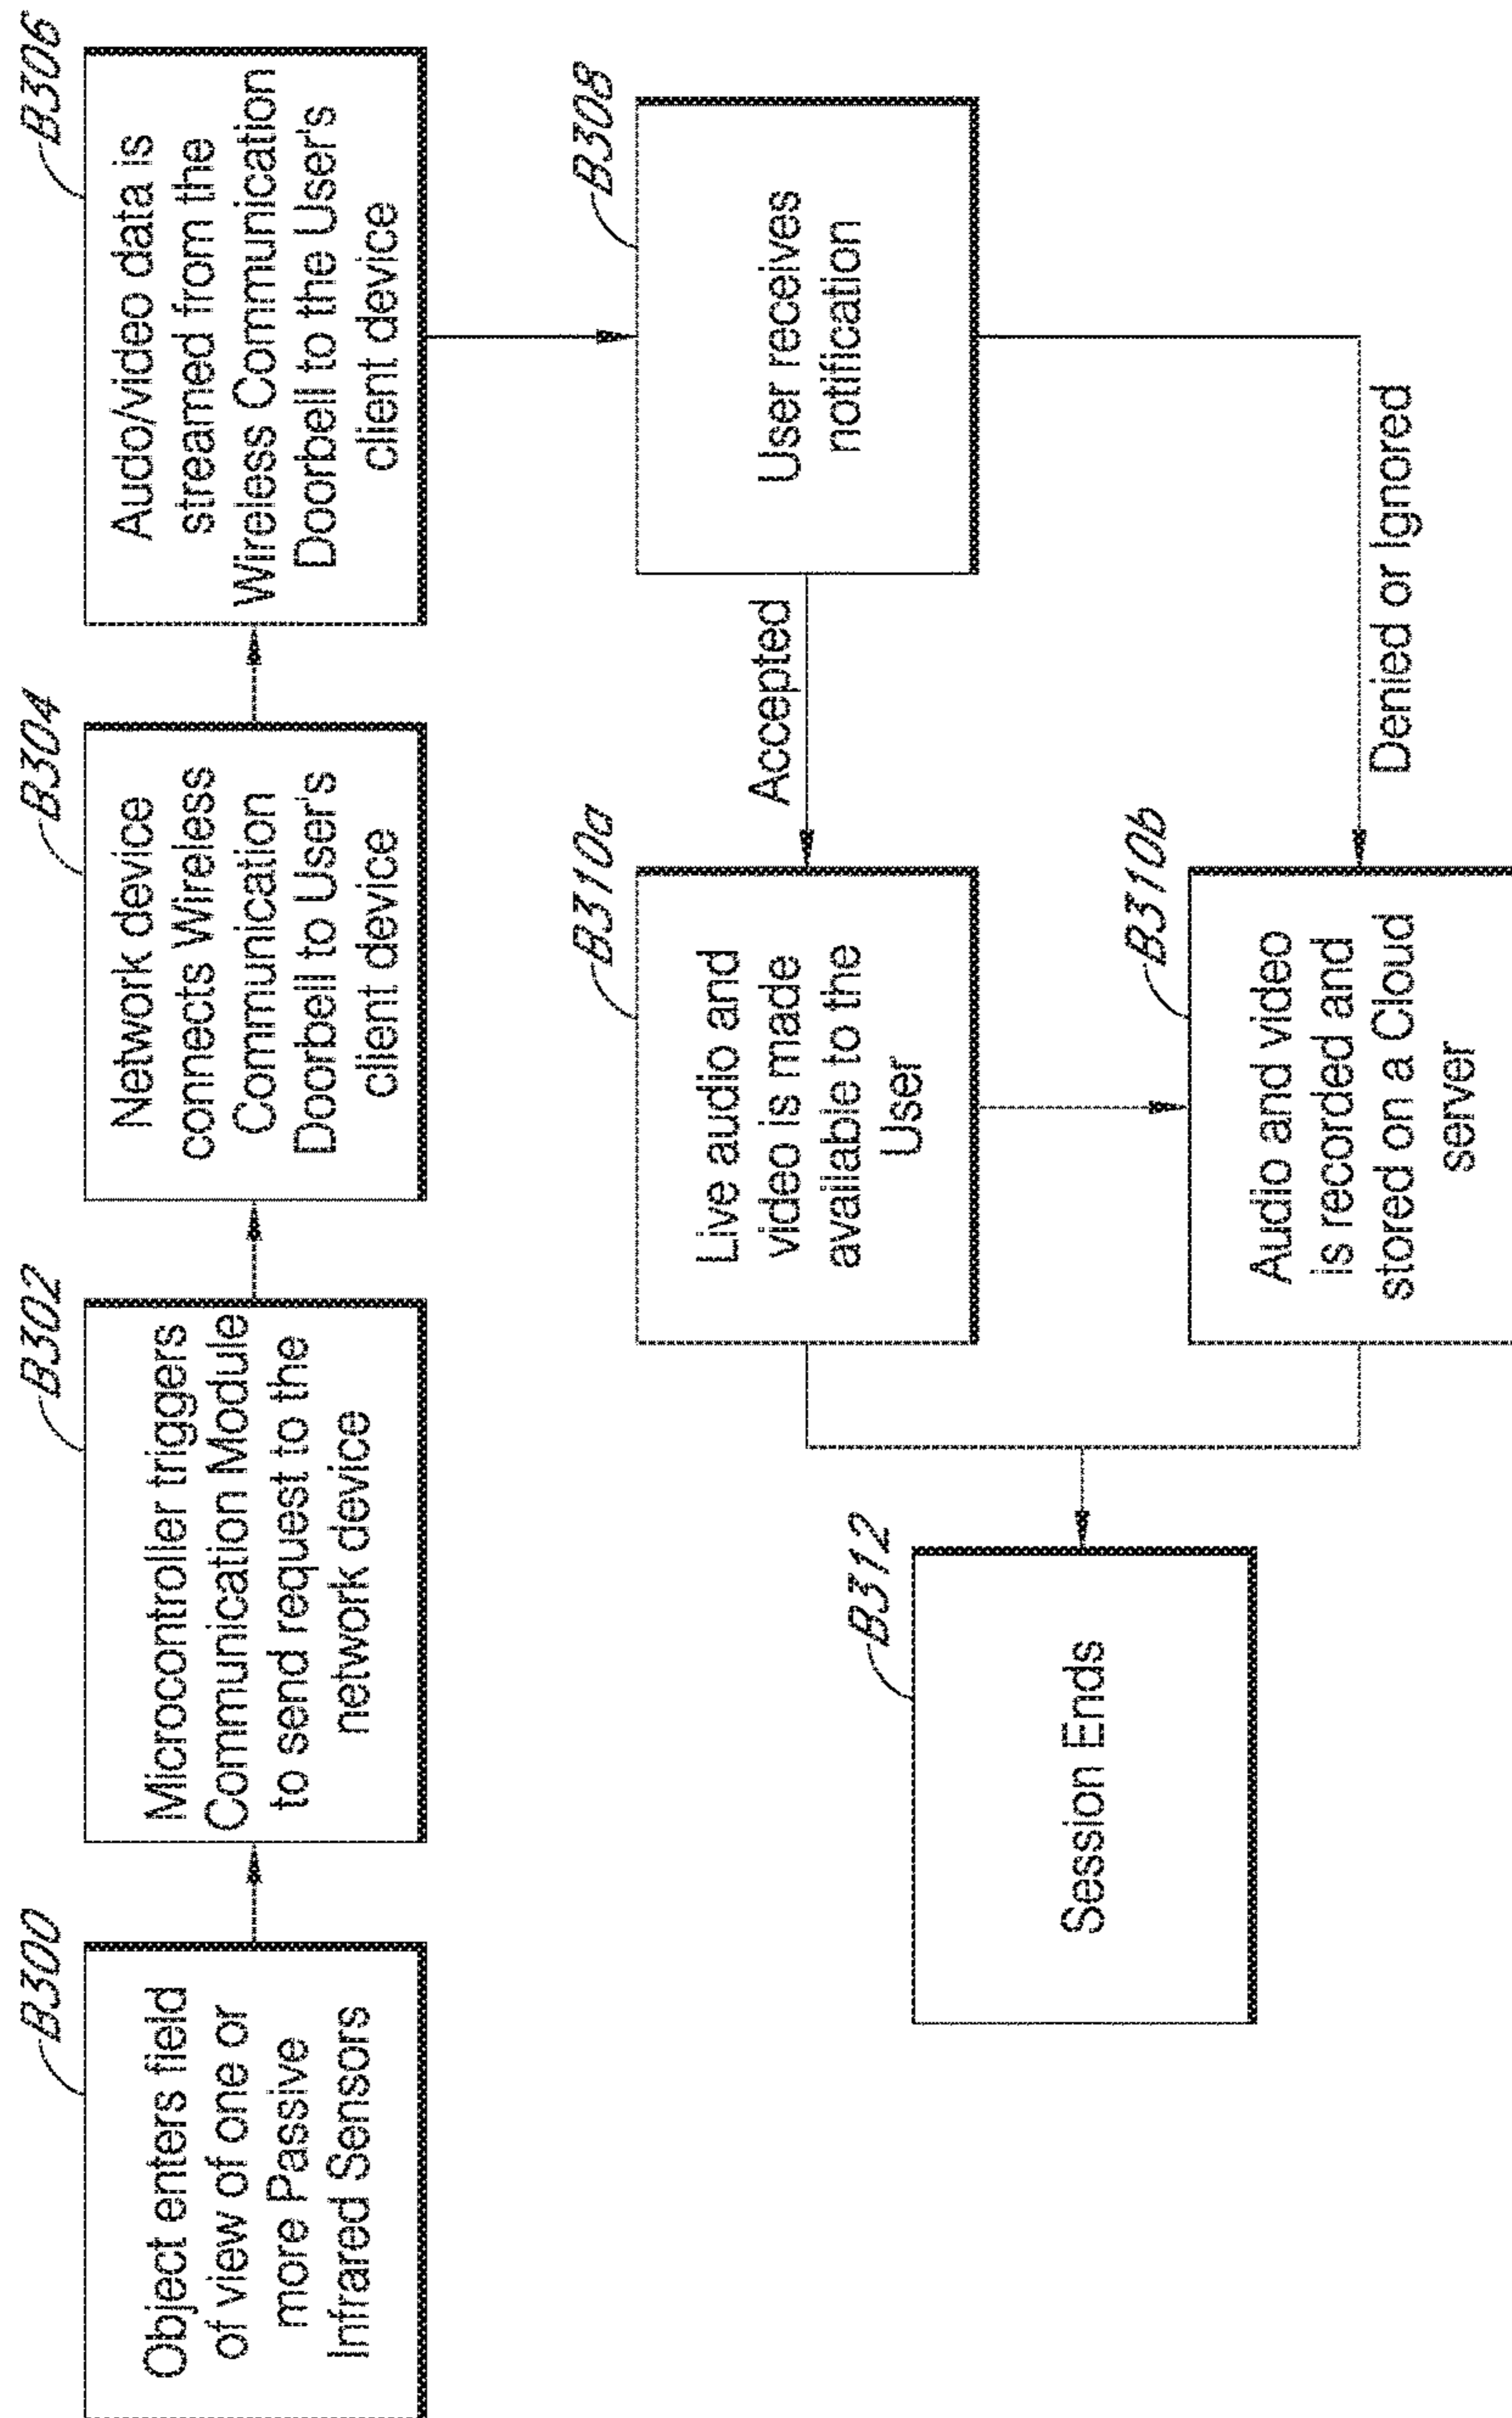 B300
Object enters field
of view of one or
more Passive
Infrared Sensors
B302
Microcontroller triggers
Communication Module
to send request to the
network device
B304
Network device
connects Wireless
Communication
Doorbell to User's
client device
B306
Audo/video data is
streamed from the
Wireless Communication
Doorbell to the User's
client device
B308
User receives
notification
Accepted
Denied or Ignored
B310a
Live audio and
video is made
available to the
User
B310b
Audio and video
is recorded and
stored on a Cloud
server
B312
Session Ends